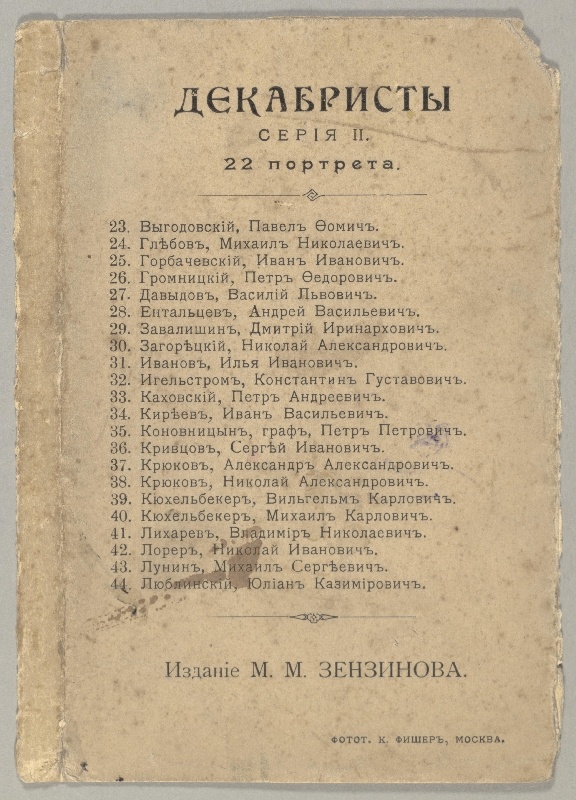 ДЕКАБРИСТЫ
СЕРІЯ II.
22 портрета.
23. Выгодовскій, Павелъ Ѳомичъ.
24. Глѣбовъ, Михаилъ Николаевичъ.
25. Горбачевскій, Иванъ Ивановичъ.
26. Громницкій, Петръ Ѳедоровичъ.
27. Давыдовъ, Василій Львовичъ.
28. Ентальцевъ, Андрей Васильевичъ.
29. Завалишинъ, Дмитрій Иринарховичъ.
30. Загорѣцкій, Николай Александровичъ.
31. Ивановъ, Илья Ивановичъ.
32. Игельстромъ, Константинъ Густавовичъ.
33. Каховскій, Петръ Андреевичъ.
34. Кирѣевъ, Иванъ Васильевичъ.
35. Коновницынъ, графъ, Петръ Петровичъ.
36. Кривцовъ, Сергѣй Ивановичъ.
37. Крюковъ, Александръ Александровичъ.
38. Крюковъ, Николай Александровичъ.
39. Кюхельбекеръ, Вильгельмъ Карловичъ.
40. Кюхельбекеръ, Михаилъ Карловичъ.
41. Лихаревъ, Владиміръ Николаевичъ.
42. Лореръ, Николай Ивановичъ.
43. Лунинъ, Михаилъ Сергѣевичъ.
44. Люблинскій, Юліанъ Казиміровичъ.
Изданіе М. М. ЗЕНЗИНОВА.
ФОТОТ. К. ФИШЕРЪ, МОСКВА.